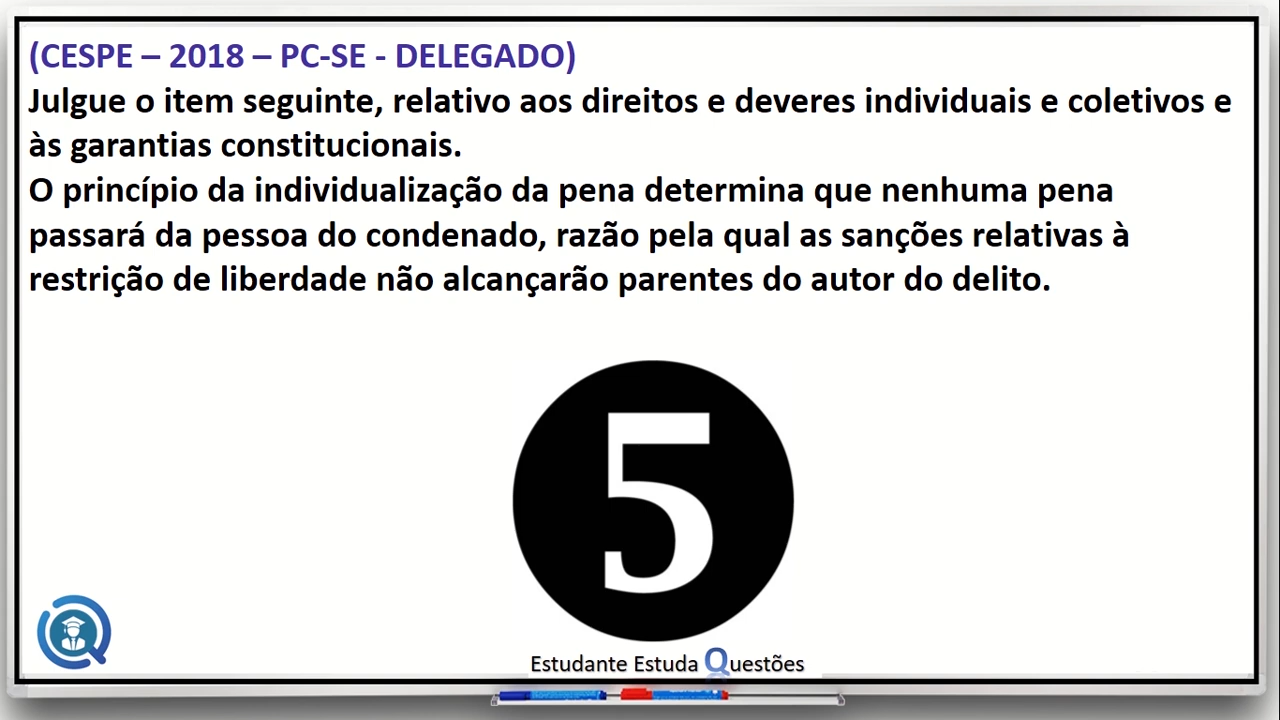 (CESPE – 2018 – PC-SE - DELEGADO)
Julgue o item seguinte, relativo aos direitos e deveres individuais e coletivos e
às garantias constitucionais.
O princípio da individualização da pena determina que nenhuma pena
passará da pessoa do condenado, razão pela qual as sanções relativas à
restrição de liberdade não alcançarão parentes do autor do delito.
5
Estudante Estuda Questões